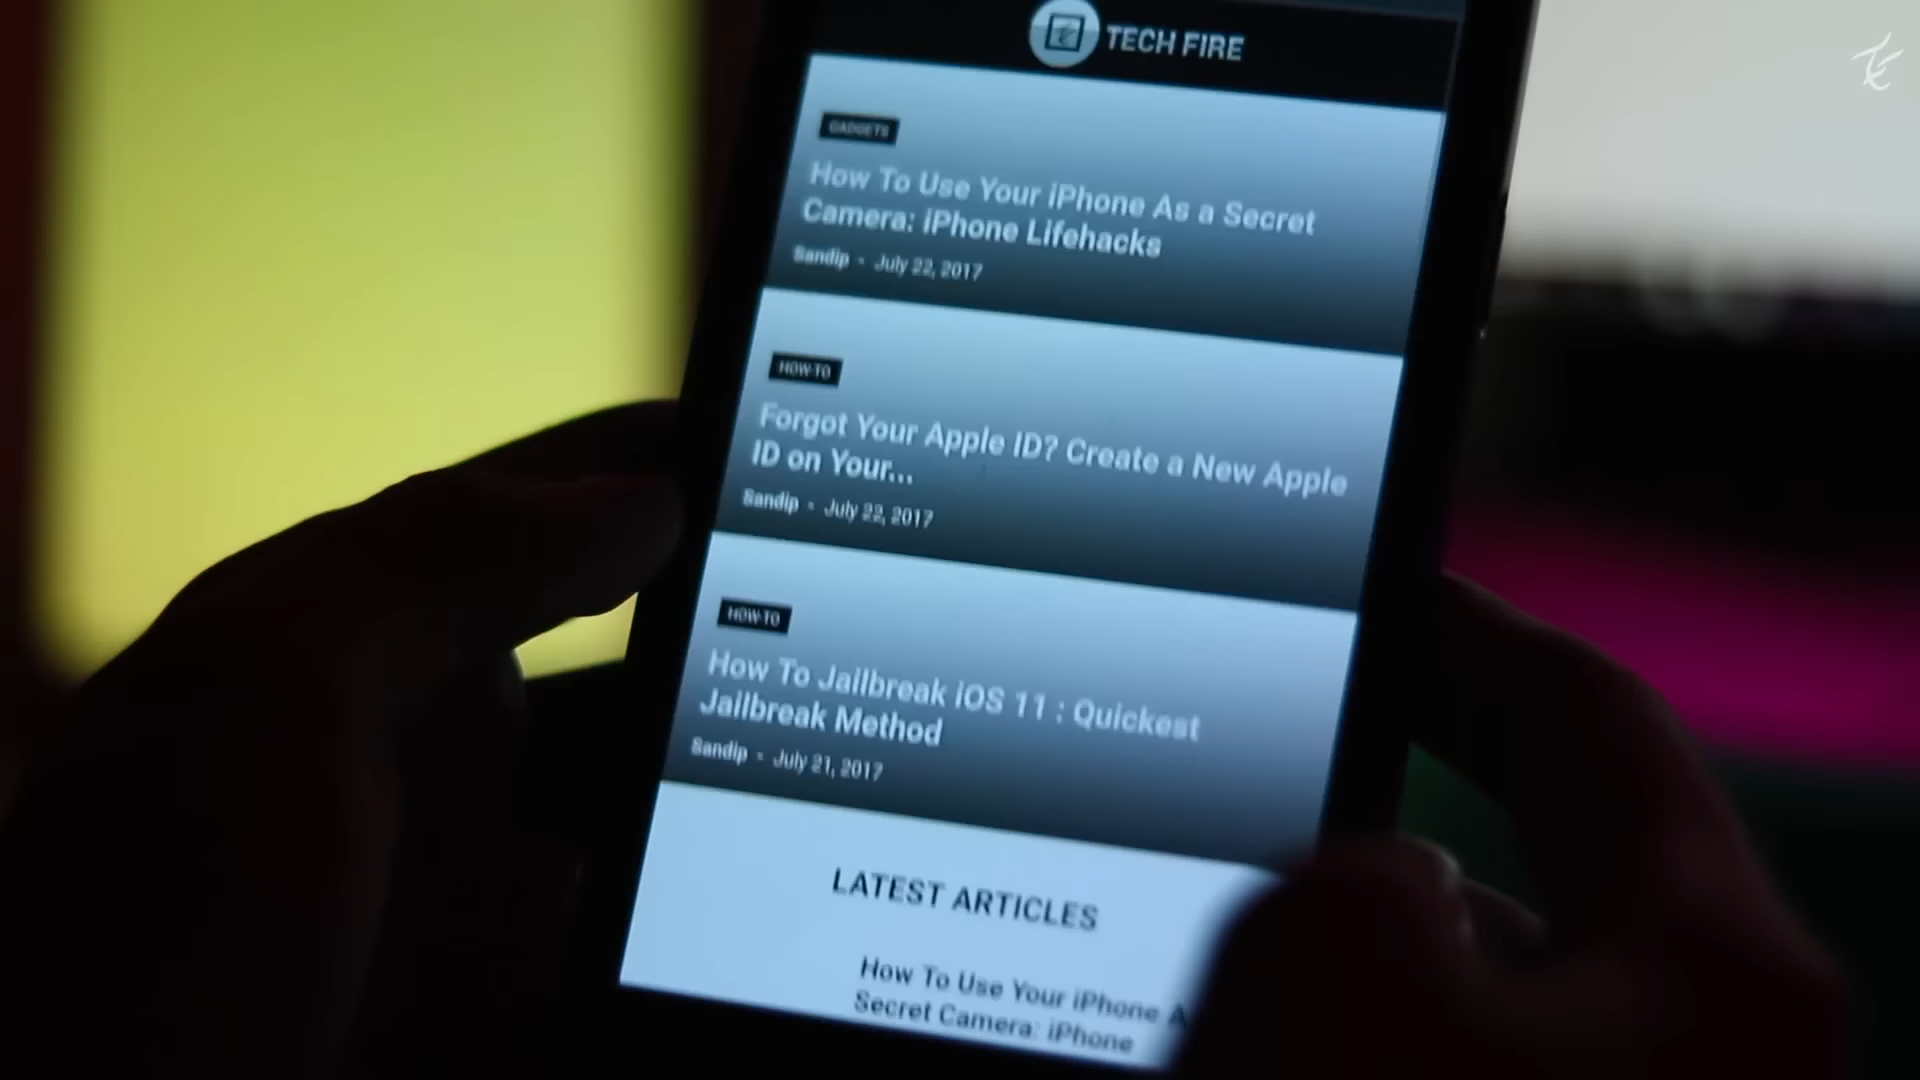 TECH FIRE
GADGETS
How To Use Your iPhone As a Secret
Camera: iPhone Lifehacks
Sandip - July 22, 2017
HOW-TO
Forgot Your Apple ID? Create a New Apple
ID on Your...
Sandip - July 22, 2017
HOW-TO
How To Jailbreak iOS 11 : Quickest
Jailbreak Method
Sandip - July 21, 2017
LATEST ARTICLES
How To Use Your iPhone A
Secret Camera: iPhone